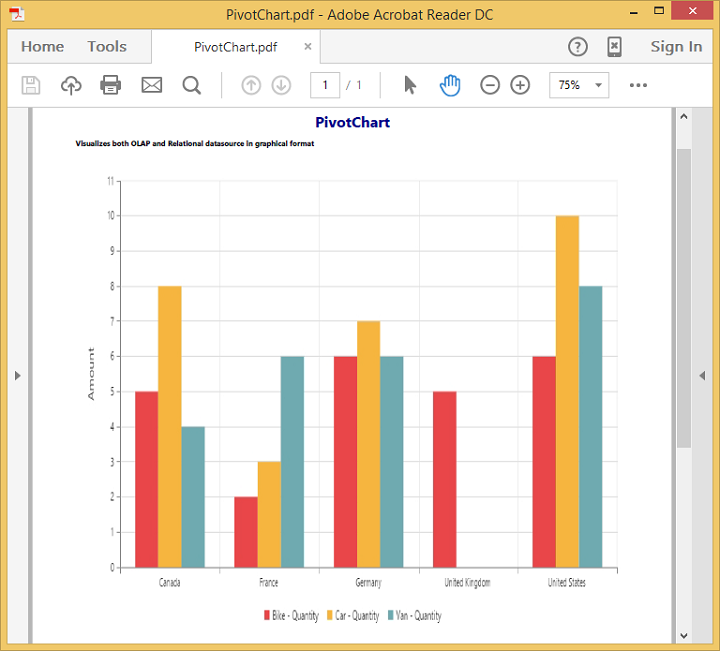 PivotChart.pdf - Adobe Acrobat Reader DC
Home Tools PivotChart.pdf × ? Sign In
1 / 1 75%
PivotChart
Visualizes both OLAP and Relational datasource in graphical format
11
10
9
8
7
6
5
4
3
2
1
0
Amount
Canada France Germany United Kingdom United States
Bike - Quantity Car - Quantity Van - Quantity